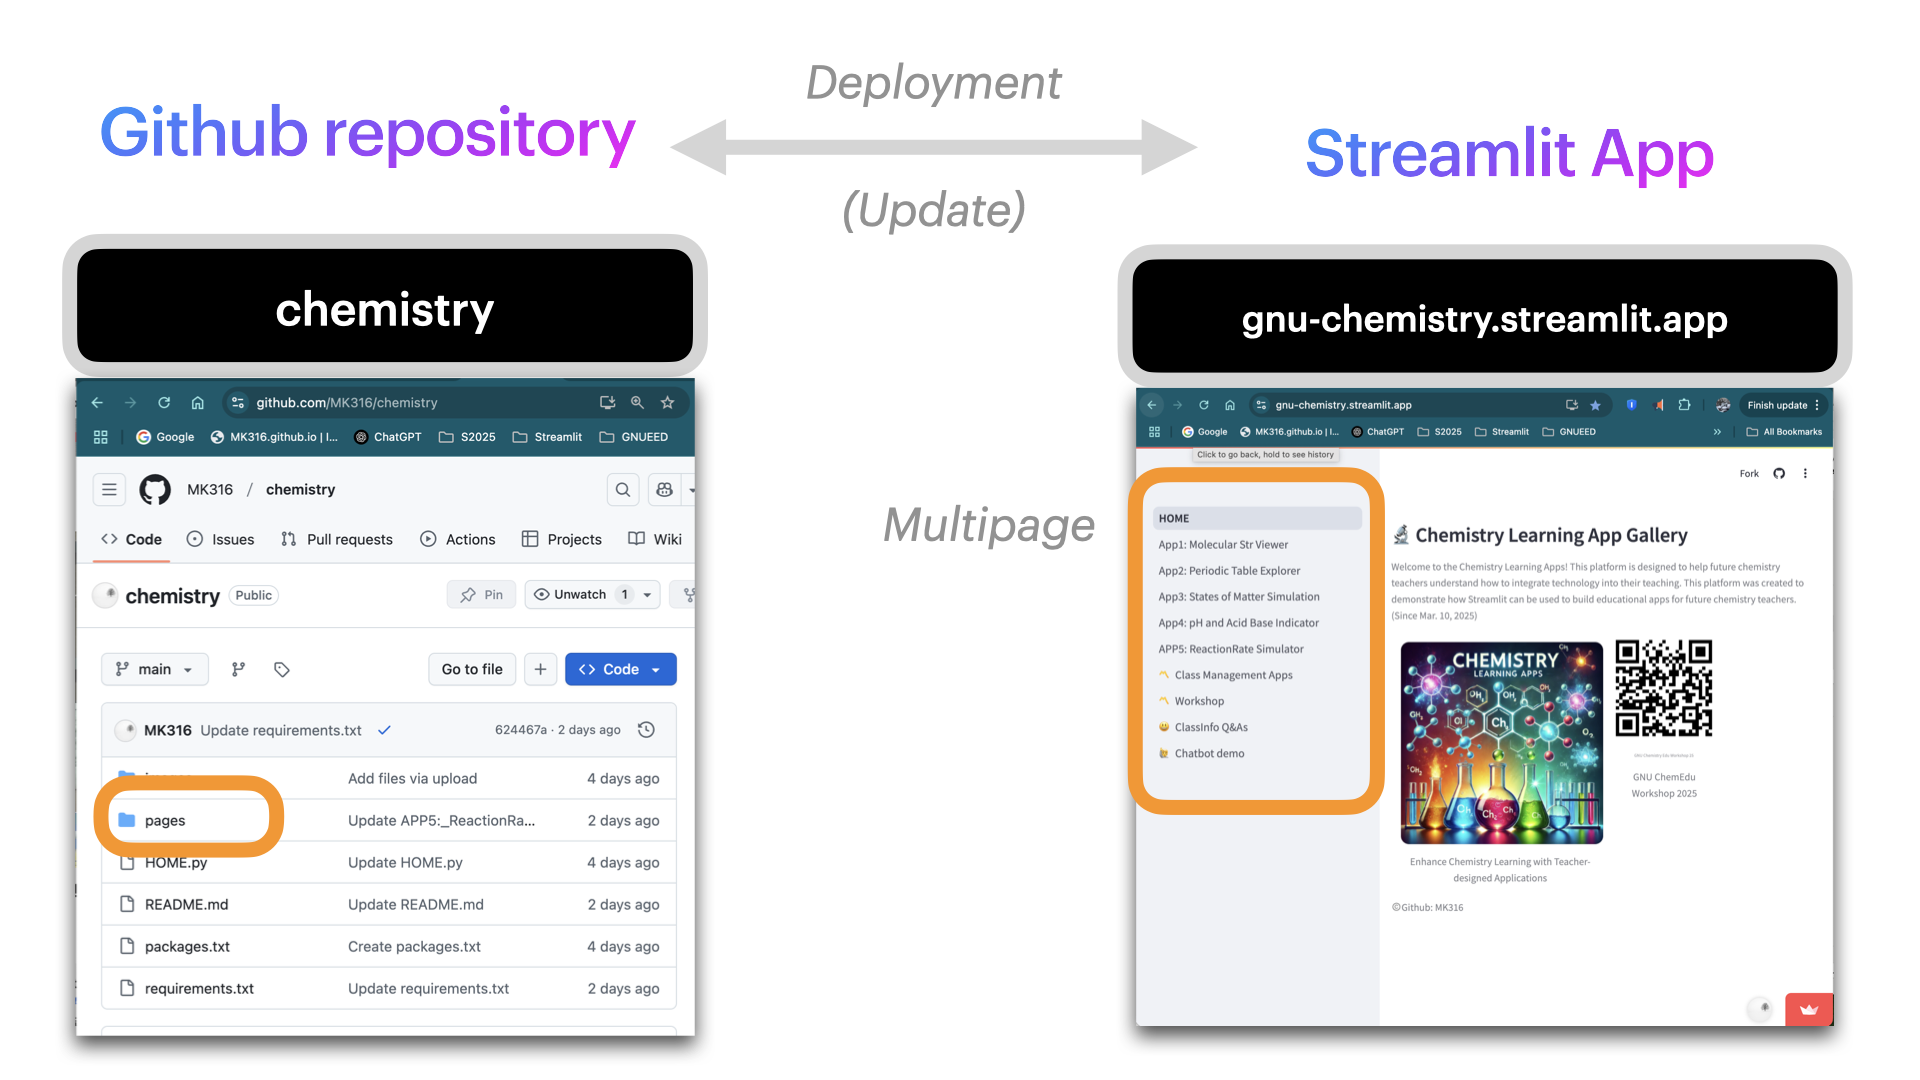 Deployment
Github repository
Streamlit App
(Update)
chemistry
gnu-chemistry.streamlit.app
github.com/MK316/chemistry
Google MK316.github.io | I... ChatGPT S2025 Streamlit GNUEED
MK316 / chemistry
Code Issues Pull requests Actions Projects Wiki
chemistry Public Pin Unwatch 1
main Go to file + Code
MK316 Update requirements.txt 624467a · 2 days ago
Add files via upload 4 days ago
pages Update APP5:_ReactionRa... 2 days ago
HOME.py Update HOME.py 4 days ago
README.md Update README.md 2 days ago
packages.txt Create packages.txt 4 days ago
requirements.txt Update requirements.txt 2 days ago
Multipage
gnu-chemistry.streamlit.app Finish update
Google MK316.github.io | I... ChatGPT S2025 Streamlit GNUEED » All Bookmarks
Click to go back, hold to see history
Fork
HOME
App1: Molecular Str Viewer
App2: Periodic Table Explorer
App3: States of Matter Simulation
App4: pH and Acid Base Indicator
APP5: ReactionRate Simulator
Class Management Apps
Workshop
ClassInfo Q&As
Chatbot demo
Chemistry Learning App Gallery
Welcome to the Chemistry Learning Apps! This platform is designed to help future chemistry
teachers understand how to integrate technology into their teaching. This platform was created to
demonstrate how Streamlit can be used to build educational apps for future chemistry teachers.
(Since Mar. 10, 2025)
CHEMISTRY
LEARNING APPS
GNU ChemEdu
Workshop 2025
Enhance Chemistry Learning with Teacher-
designed Applications
©Github: MK316